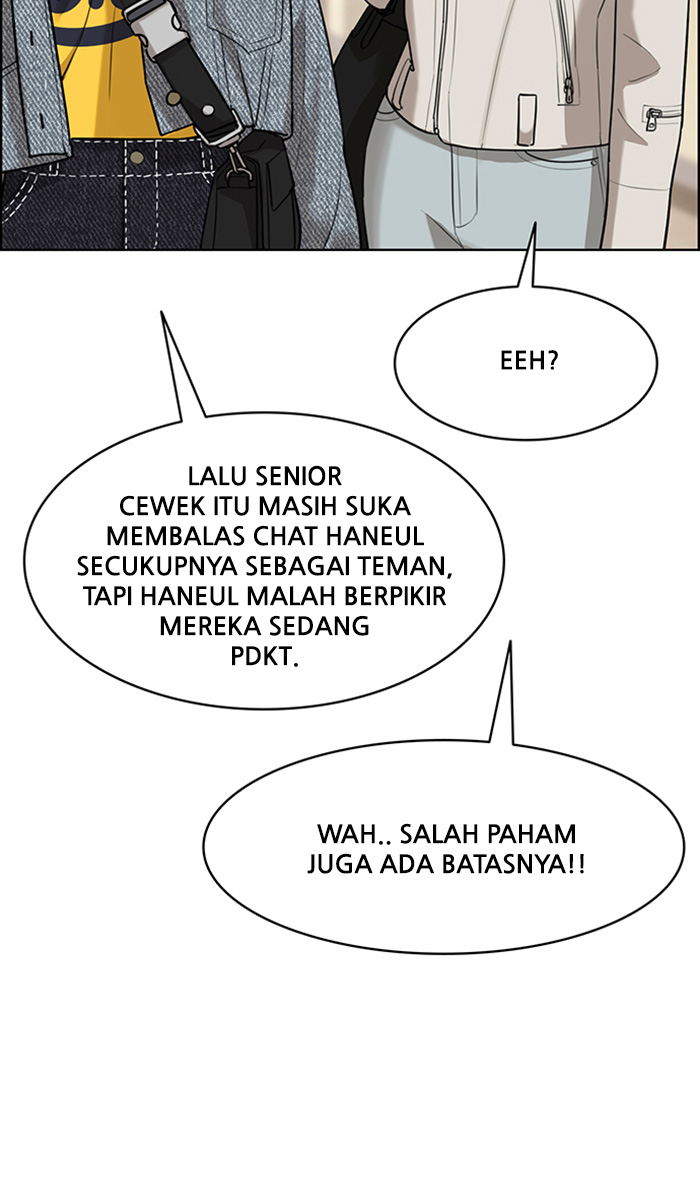 EEH?
LALU SENIOR
CEWEK ITU MASIH SUKA
MEMBALAS CHAT HANEUL
SECUKUPNYA SEBAGAI TEMAN,
TAPI HANEUL MALAH BERPIKIR
MEREKA SEDANG
PDKT.
WAH.. SALAH PAHAM
JUGA ADA BATASNYA!!